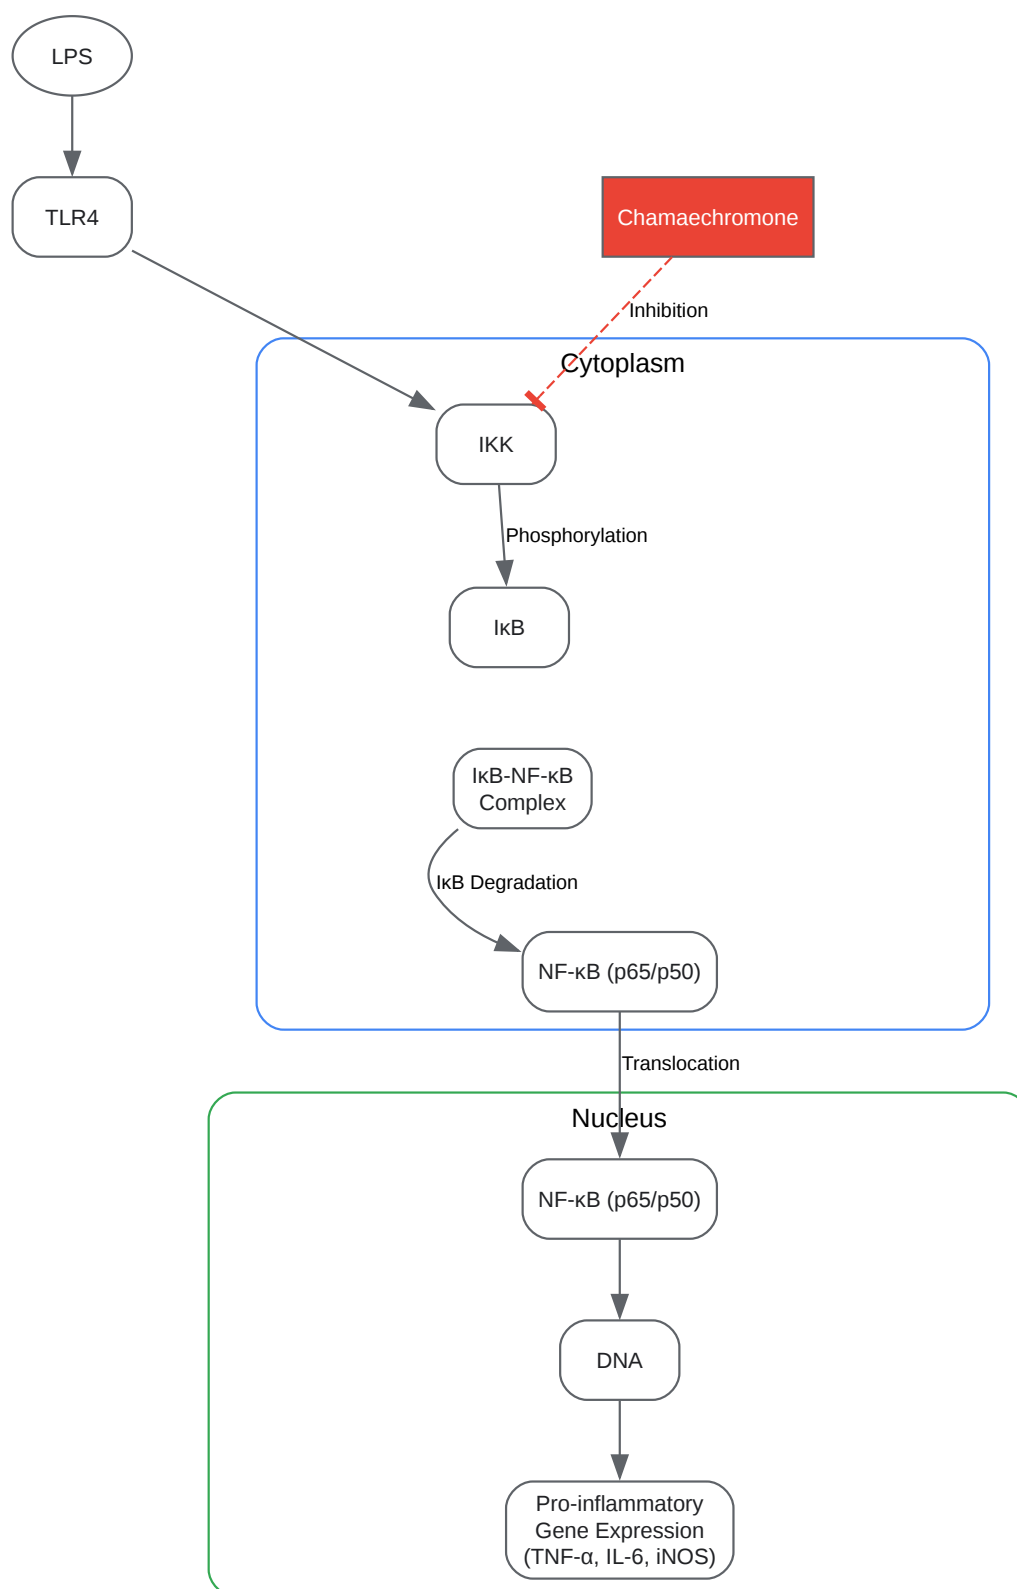 LPS
TLR4
Chamaechromone
Inhibition
Cytoplasm
IKK
Phosphorylation
IκB
IκB-NF-κB
Complex
IκB Degradation
NF-κB (p65/p50)
Translocation
Nucleus
NF-κB (p65/p50)
DNA
Pro-inflammatory
Gene Expression
(TNF-α, IL-6, iNOS)